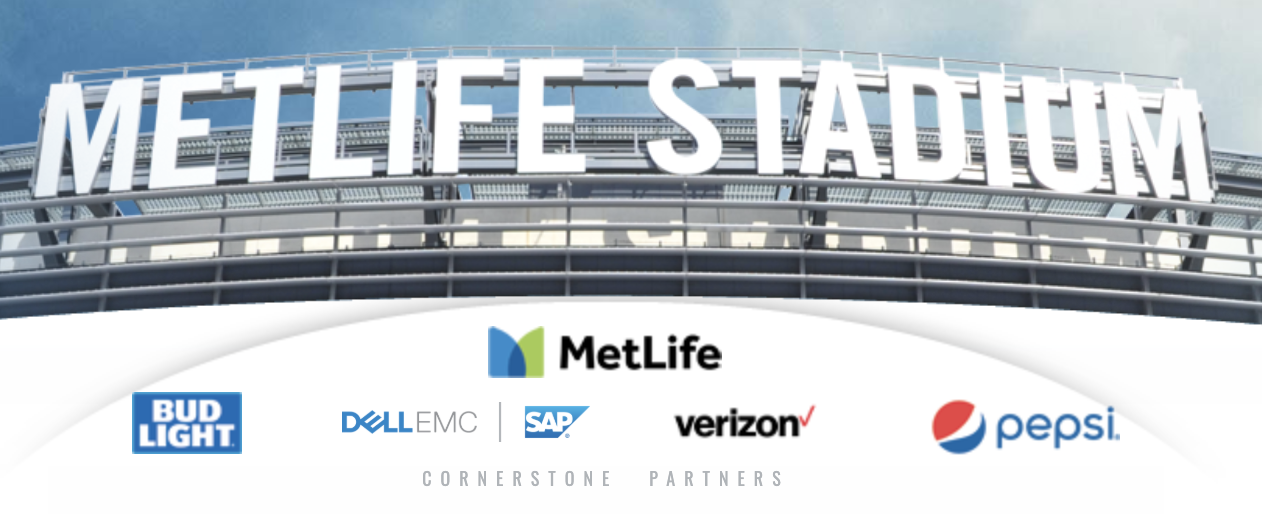 METLIFE STADIUM
MetLife
BUD
LIGHT
DELLEMC | SAP
verizon
pepsi
CORNERSTONE PARTNERS